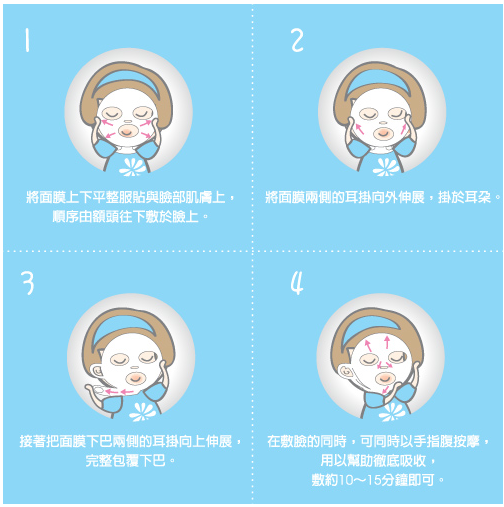 1
將面膜上下平整服貼與臉部肌膚上，
順序由額頭往下敷於臉上。
2
將面膜兩側的耳掛向外伸展，掛於耳朵。
3
接著把面膜下巴兩側的耳掛向上伸展，
完整包覆下巴。
4
在敷臉的同時，可同時以手指腹按摩，
用以幫助徹底吸收，
敷約10～15分鐘即可。